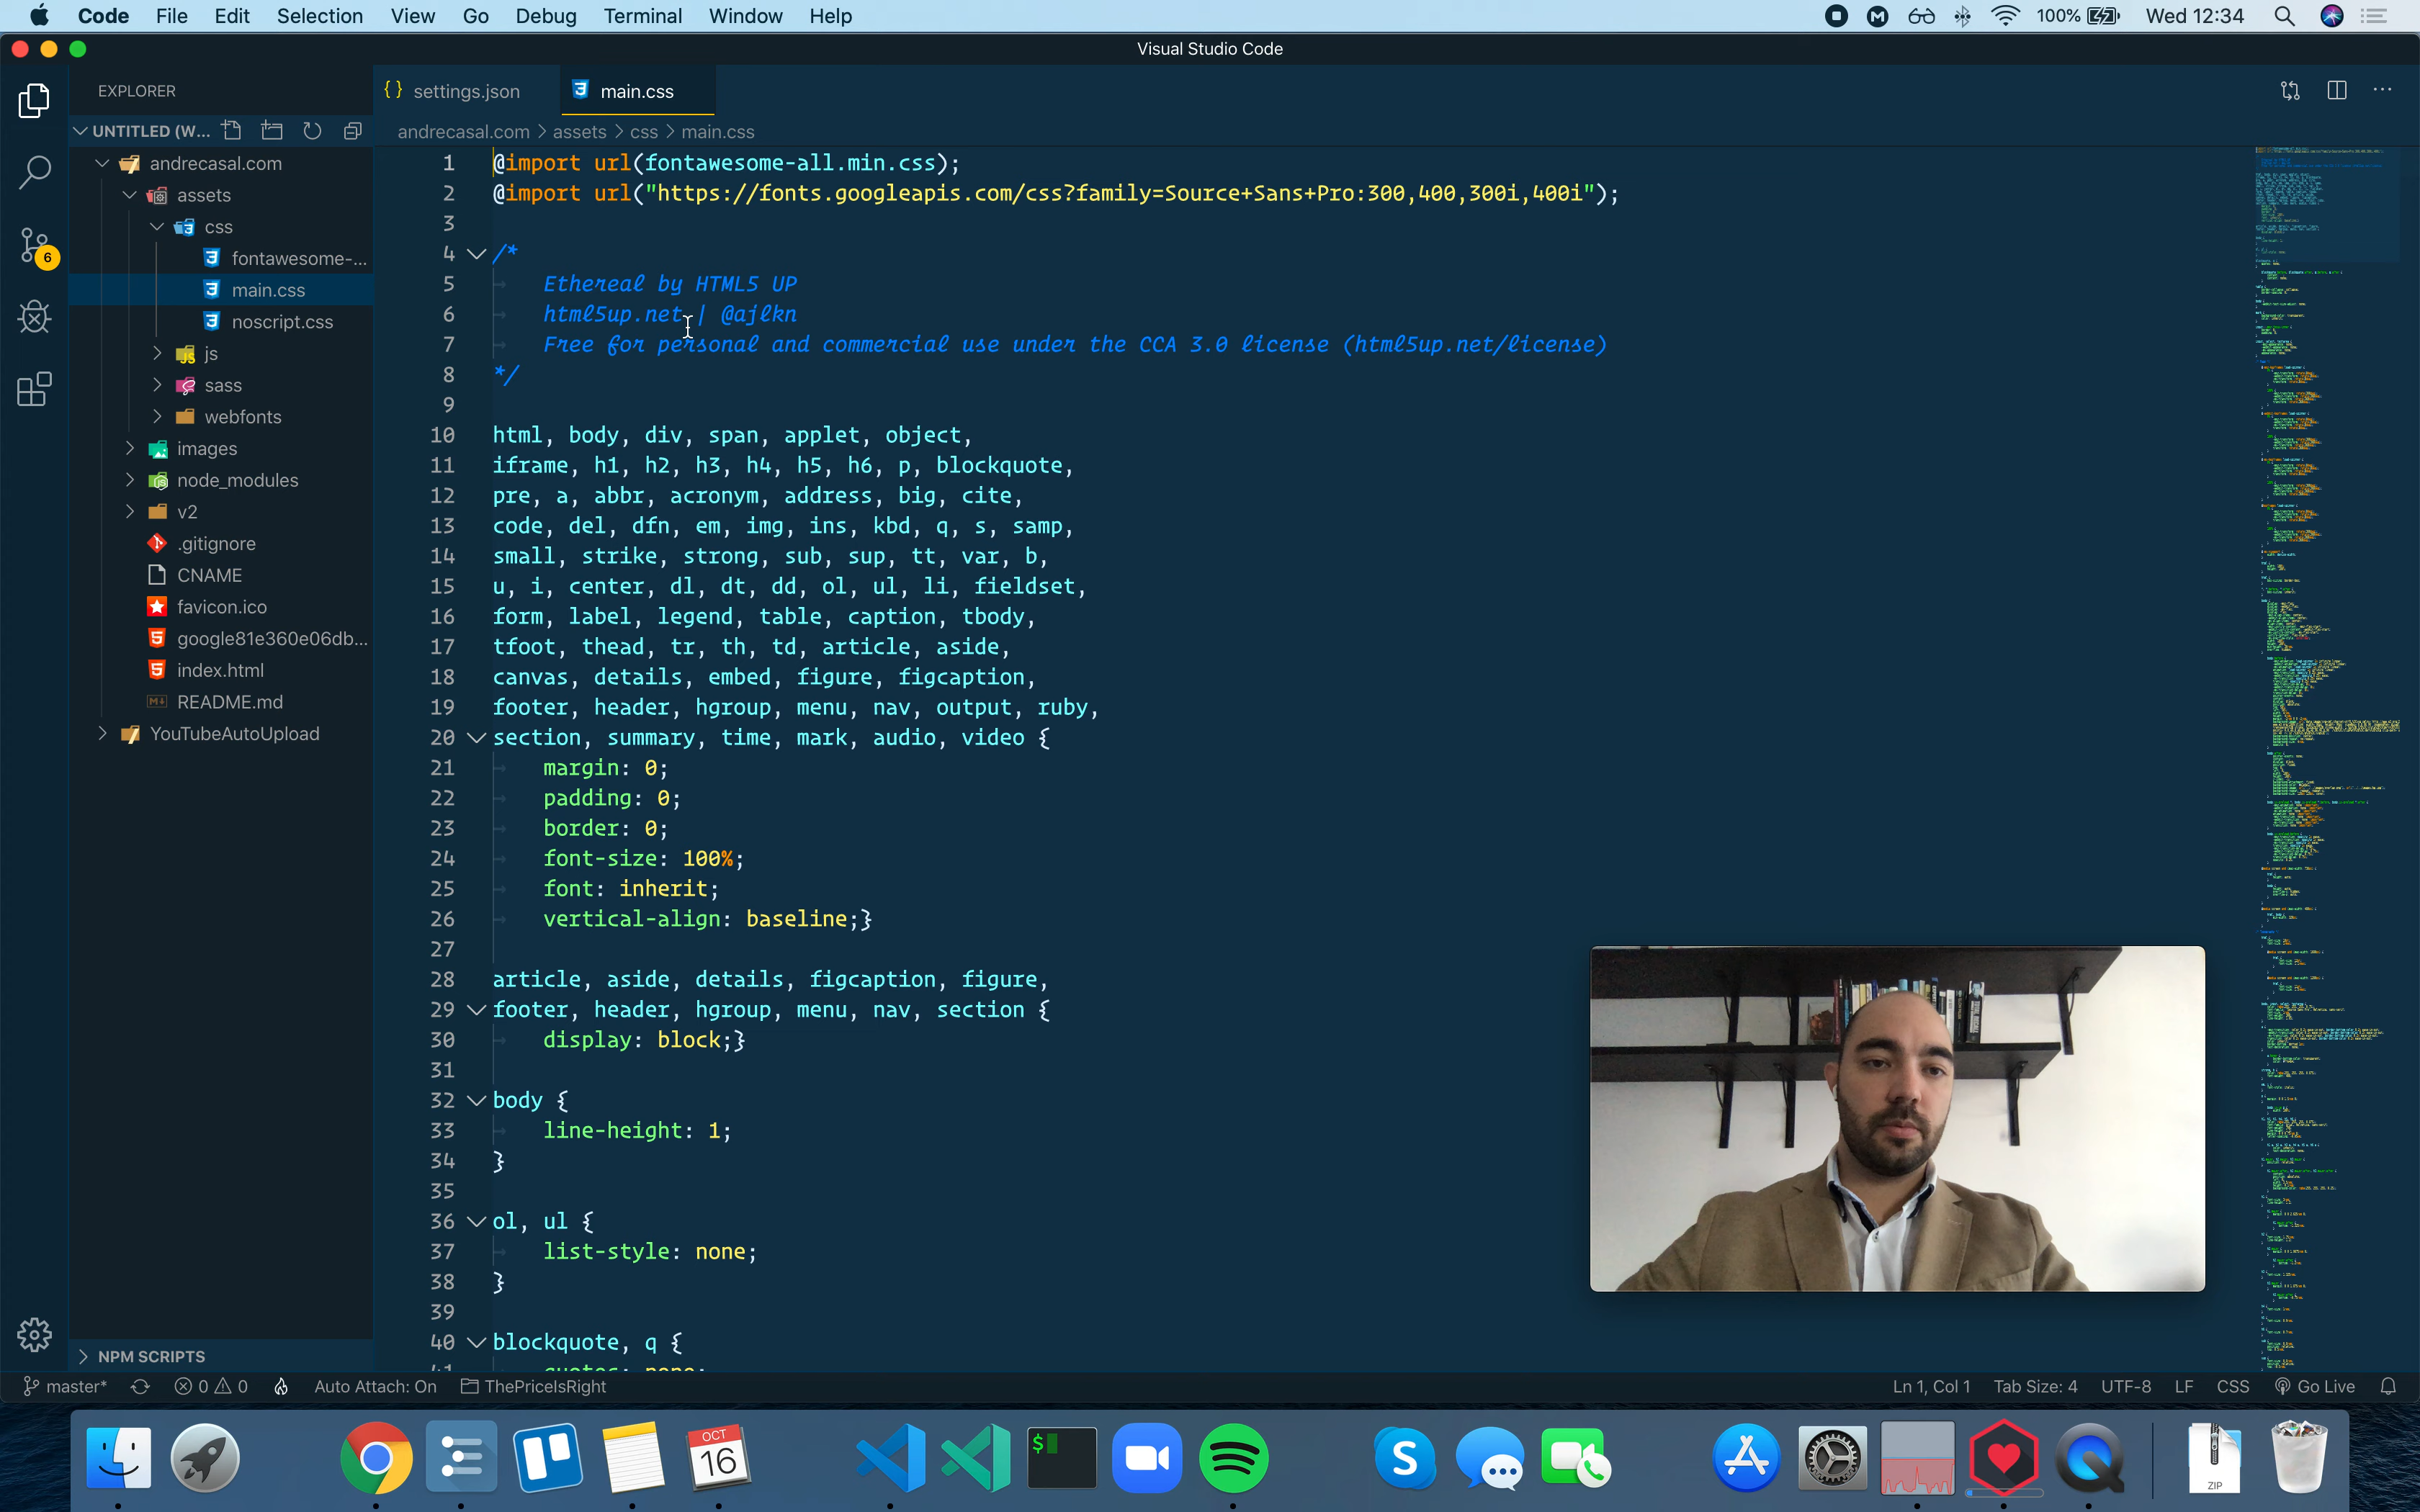 Code File Edit Selection View Go Debug Terminal Window Help 100% Wed 12:34
Visual Studio Code
EXPLORER
{ } settings.json main.css
UNTITLED (W...
andrecasal.com > assets > css > main.css
andrecasal.com
assets
css
fontawesome-...
main.css
noscript.css
js
sass
webfonts
images
node_modules
v2
.gitignore
CNAME
favicon.ico
google81e360e06db...
index.html
README.md
YouTubeAutoUpload
NPM SCRIPTS
6
1 @import url(fontawesome-all.min.css);
2 @import url("https://fonts.googleapis.com/css?family=Source+Sans+Pro:300,400,300i,400i");
3
4 /*
5 Ethereal by HTML5 UP
6 html5up.net | @ajlkn
7 Free for personal and commercial use under the CCA 3.0 license (html5up.net/license)
8 */
9
10 html, body, div, span, applet, object,
11 iframe, h1, h2, h3, h4, h5, h6, p, blockquote,
12 pre, a, abbr, acronym, address, big, cite,
13 code, del, dfn, em, img, ins, kbd, q, s, samp,
14 small, strike, strong, sub, sup, tt, var, b,
15 u, i, center, dl, dt, dd, ol, ul, li, fieldset,
16 form, label, legend, table, caption, tbody,
17 tfoot, thead, tr, th, td, article, aside,
18 canvas, details, embed, figure, figcaption,
19 footer, header, hgroup, menu, nav, output, ruby,
20 section, summary, time, mark, audio, video {
21 margin: 0;
22 padding: 0;
23 border: 0;
24 font-size: 100%;
25 font: inherit;
26 vertical-align: baseline;}
27
28 article, aside, details, figcaption, figure,
29 footer, header, hgroup, menu, nav, section {
30 display: block;}
31
32 body {
33 line-height: 1;
34 }
35
36 ol, ul {
37 list-style: none;
38 }
39
40 blockquote, q {
41 quotes: none;
master* 0 0 Auto Attach: On ThePriceIsRight Ln 1, Col 1 Tab Size: 4 UTF-8 LF CSS Go Live
OCT
16
$
S
ZIP